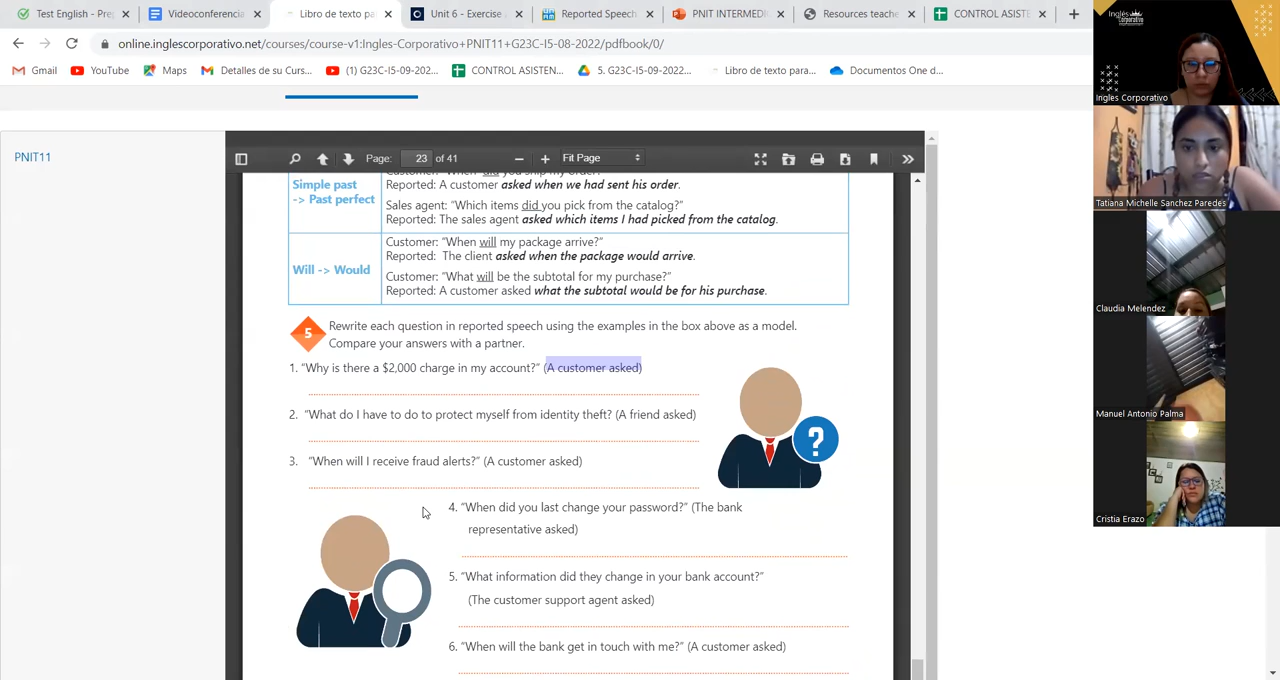 Test English - Prep
Videoconferencia
Libro de texto pa
Unit 6 - Exercise
Reported Speech
PNIT INTERMED
Resources teache
CONTROL ASISTE
online.inglescorporativo.net/courses/course-v1:Ingles-Corporativo+PNIT11+G23C-I5-08-2022/pdfbook/0/
Gmail
YouTube
Maps
Detalles de su Curs...
(1) G23C-I5-09-202...
CONTROL ASISTEN...
5. G23C-I5-09-2022...
Libro de texto para...
Documentos One d...
PNIT11
Page: 23 of 41
Fit Page
Simple past
-> Past perfect
Customer: "When did you ship my order?"
Reported: A customer asked when we had sent his order.
Sales agent: "Which items did you pick from the catalog?"
Reported: The sales agent asked which items I had picked from the catalog.
Will -> Would
Customer: "When will my package arrive?"
Reported: The client asked when the package would arrive.
Customer: "What will be the subtotal for my purchase?"
Reported: A customer asked what the subtotal would be for his purchase.
5
Rewrite each question in reported speech using the examples in the box above as a model.
Compare your answers with a partner.
1. "Why is there a $2,000 charge in my account?" (A customer asked)
2. "What do I have to do to protect myself from identity theft? (A friend asked)
3. "When will I receive fraud alerts?" (A customer asked)
4. "When did you last change your password?" (The bank
representative asked)
5. "What information did they change in your bank account?"
(The customer support agent asked)
6. "When will the bank get in touch with me?" (A customer asked)
?
Inglés
Corporativo
Ingles Corporativo
Tatiana Michelle Sanchez Paredes
Claudia Melendez
Manuel Antonio Palma
Cristia Erazo